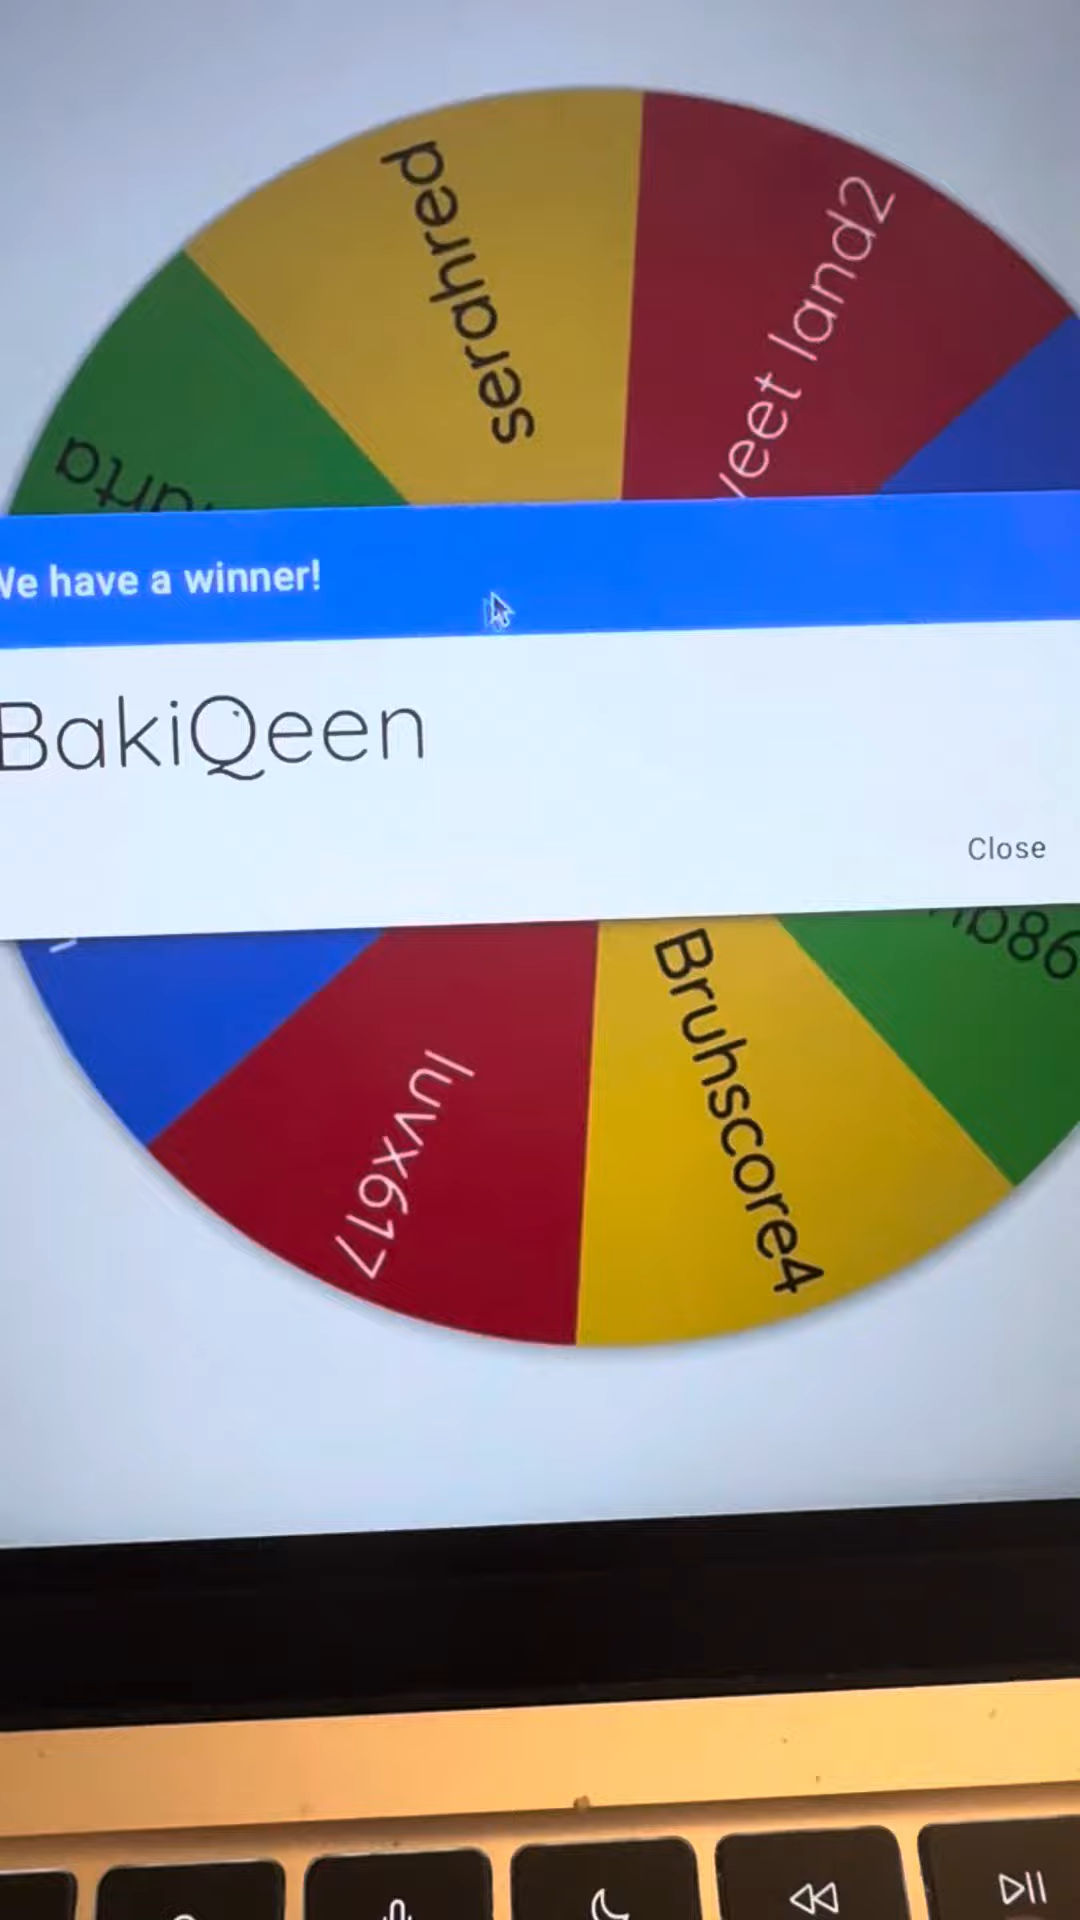 serahred
eet land2
We have a winner!
BakiQeen
Close
luvx617
Bruhscore4